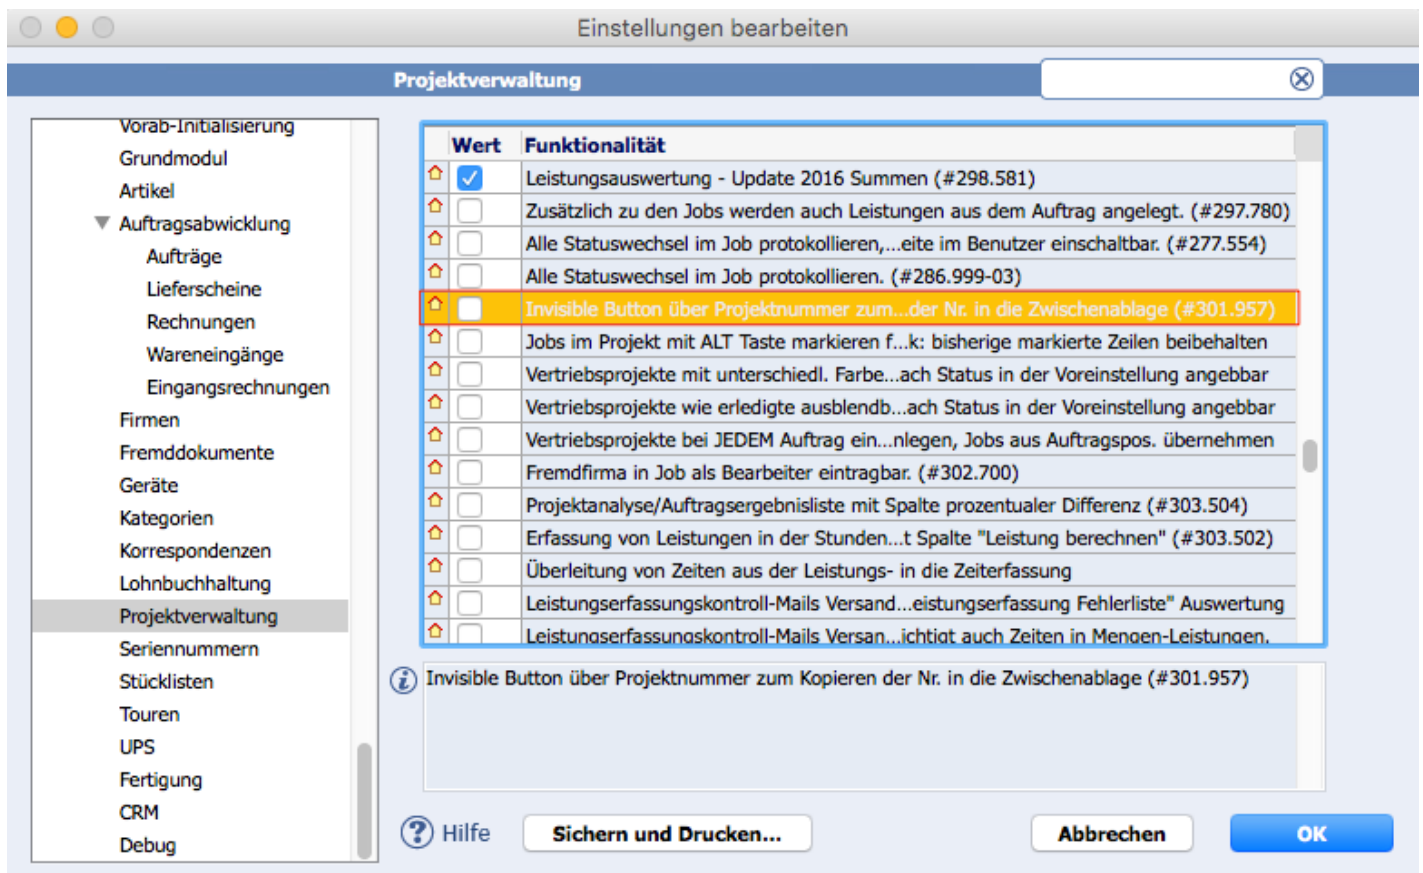 Einstellungen bearbeiten
Projektverwaltung
Vorab-Initialisierung
Grundmodul
Artikel
Auftragsabwicklung
Aufträge
Lieferscheine
Rechnungen
Wareneingänge
Eingangsrechnungen
Firmen
Fremddokumente
Geräte
Kategorien
Korrespondenzen
Lohnbuchhaltung
Projektverwaltung
Seriennummern
Stücklisten
Touren
UPS
Fertigung
CRM
Debug
Wert Funktionalität
Leistungsauswertung - Update 2016 Summen (#298.581)
Zusätzlich zu den Jobs werden auch Leistungen aus dem Auftrag angelegt. (#297.780)
Alle Statuswechsel im Job protokollieren,...eite im Benutzer einschaltbar. (#277.554)
Alle Statuswechsel im Job protokollieren. (#286.999-03)
Invisible Button über Projektnummer zum...der Nr. in die Zwischenablage (#301.957)
Jobs im Projekt mit ALT Taste markieren f...k: bisherige markierte Zeilen beibehalten
Vertriebsprojekte mit unterschiedl. Farbe...ach Status in der Voreinstellung angebbar
Vertriebsprojekte wie erledigte ausblendb...ach Status in der Voreinstellung angebbar
Vertriebsprojekte bei JEDEM Auftrag ein...nlegen, Jobs aus Auftragspos. übernehmen
Fremdfirma in Job als Bearbeiter eintragbar. (#302.700)
Projektanalyse/Auftragsergebnisliste mit Spalte prozentualer Differenz (#303.504)
Erfassung von Leistungen in der Stunden...t Spalte "Leistung berechnen" (#303.502)
Überleitung von Zeiten aus der Leistungs- in die Zeiterfassung
Leistungserfassungskontroll-Mails Versand...eistungserfassung Fehlerliste" Auswertung
Leistungserfassungskontroll-Mails Versan...ichtigt auch Zeiten in Mengen-Leistungen.
Invisible Button über Projektnummer zum Kopieren der Nr. in die Zwischenablage (#301.957)
Hilfe
Sichern und Drucken...
Abbrechen
OK